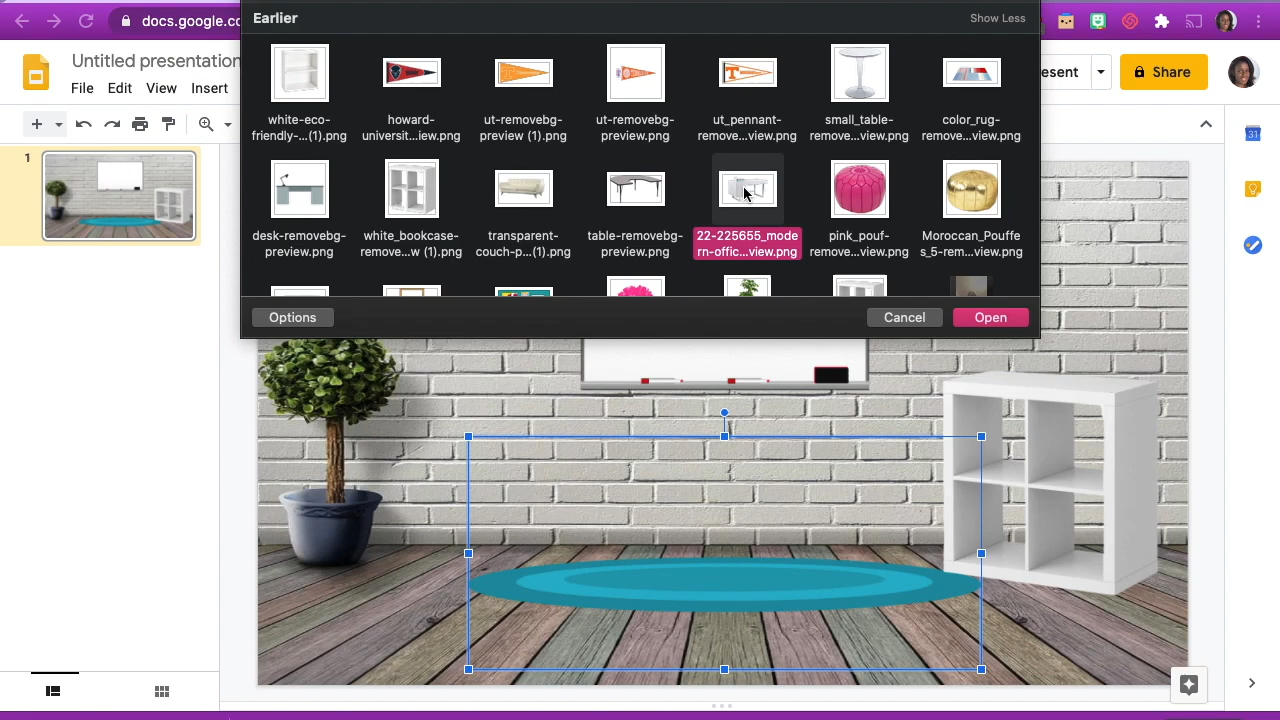 docs.google.co
Earlier
Show Less
Untitled presentation
File Edit View Insert
esent
Share
white-eco-
friendly-...(1).png
howard-
universit...iew.png
ut-removebg-
preview (1).png
ut-removebg-
preview.png
ut_pennant-
remove...view.png
small_table-
remove...view.png
color_rug-
remove...view.png
1
desk-removebg-
preview.png
white_bookcase-
remove...w (1).png
transparent-
couch-p...(1).png
table-removebg-
preview.png
22-225655_mode
rn-offic...view.png
pink_pouf-
remove...view.png
Moroccan_Pouffe
s_5-rem...view.png
Options
Cancel
Open
31